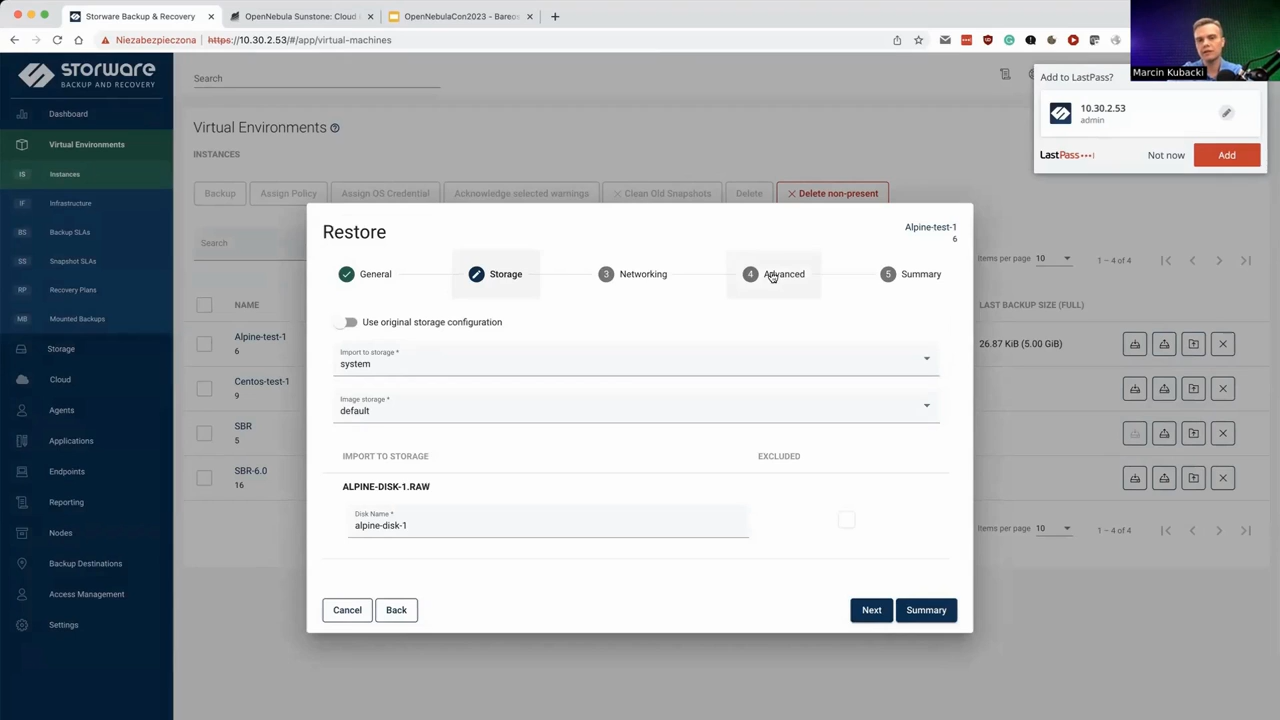 Storware Backup & Recovery
OpenNebula Sunstone: Cloud
OpenNebulaCon2023 - Bareos
Niezabezpieczona
https://10.30.2.53/#/app/virtual-machines
Marcin Kubacki
Add to LastPass?
10.30.2.53
admin
LastPass
Not now
Add
STORWARE
BACKUP AND RECOVERY
Dashboard
Virtual Environments
IS Instances
IF Infrastructure
BS Backup SLAs
SS Snapshot SLAs
RP Recovery Plans
MB Mounted Backups
Storage
Cloud
Agents
Applications
Endpoints
Reporting
Nodes
Backup Destinations
Access Management
Settings
Search
Virtual Environments
INSTANCES
Backup
Assign Policy
Assign OS Credential
Acknowledge selected warnings
Clean Old Snapshots
Delete
Delete non-present
Search
Items per page 10 1 – 4 of 4
NAME
LAST BACKUP SIZE (FULL)
Alpine-test-1
6
26.87 KiB (5.00 GiB)
Centos-test-1
9
SBR
5
SBR-6.0
16
Items per page 10 1 – 4 of 4
Restore
Alpine-test-1
6
General
Storage
3 Networking
4 Advanced
5 Summary
Use original storage configuration
Import to storage *
system
Image storage *
default
IMPORT TO STORAGE
EXCLUDED
ALPINE-DISK-1.RAW
Disk Name *
alpine-disk-1
Cancel
Back
Next
Summary